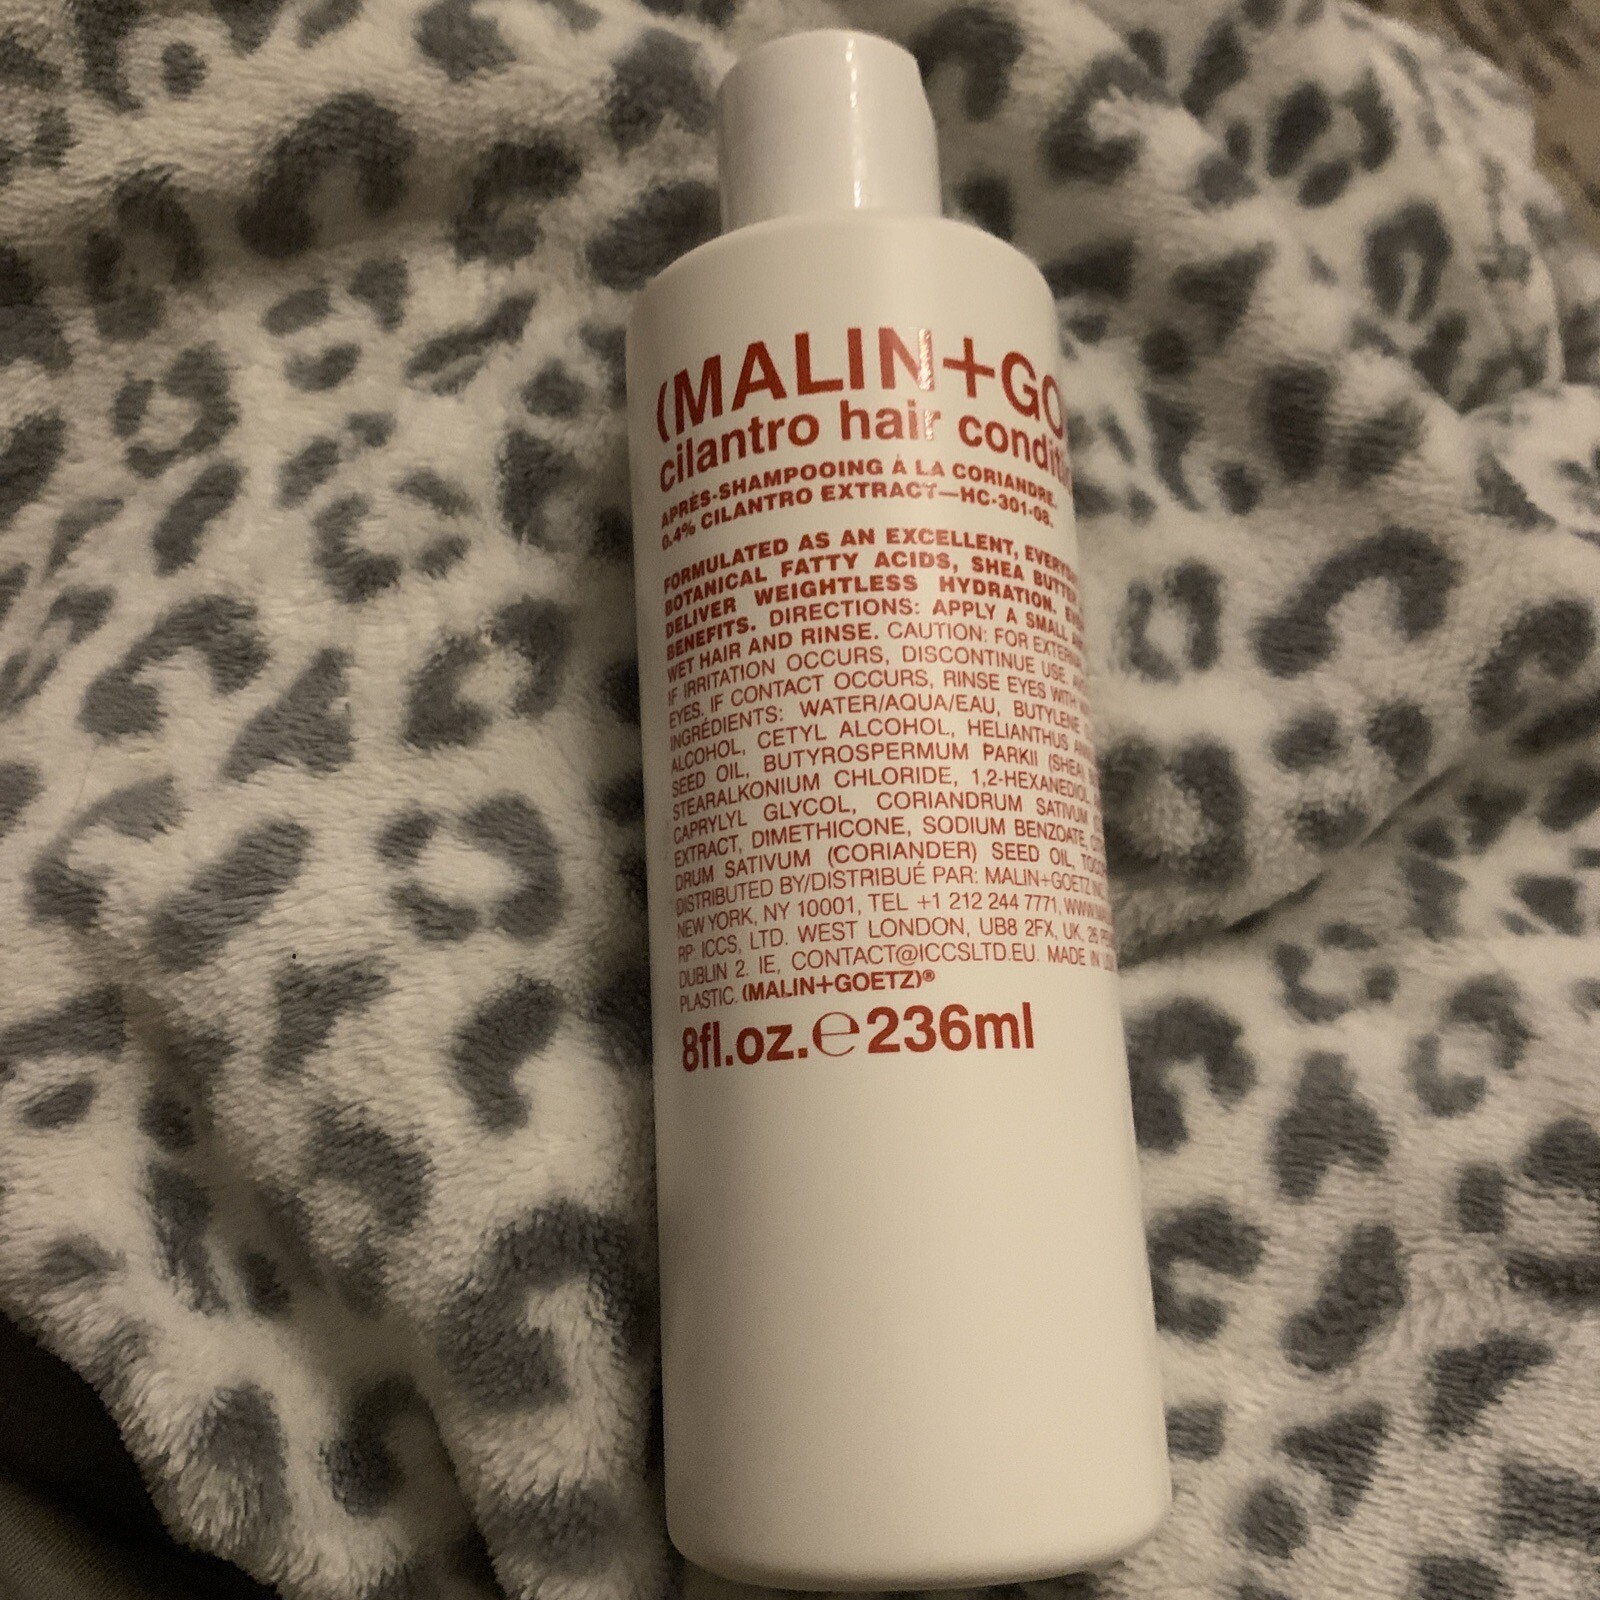 (MALIN+GO
cilantro hair conditi
APRÈS-SHAMPOOING À LA CORIANDRE.
0.4% CILANTRO EXTRACT—HC-301-08.
FORMULATED AS AN EXCELLENT, EVERYDA
BOTANICAL FATTY ACIDS, SHEA BUTTER
DELIVER WEIGHTLESS HYDRATION.
BENEFITS. DIRECTIONS: APPLY A SMALL
WET HAIR AND RINSE. CAUTION: FOR EXTERNAL
IF IRRITATION OCCURS, DISCONTINUE USE.
EYES. IF CONTACT OCCURS, RINSE EYES WITH
INGRÉDIENTS: WATER/AQUA/EAU, BUTYLENE
ALCOHOL, CETYL ALCOHOL, HELIANTHUS
SEED OIL, BUTYROSPERMUM PARKII (SHEA)
STEARALKONIUM CHLORIDE, 1,2-HEXANEDIOL,
CAPRYLYL GLYCOL, CORIANDRUM SATIVUM
EXTRACT, DIMETHICONE, SODIUM BENZOATE,
DRUM SATIVUM (CORIANDER) SEED OIL,
DISTRIBUTED BY/DISTRIBUÉ PAR: MALIN+GOETZ INC
NEW YORK, NY 10001, TEL +1 212 244 7771,
RP: ICCS, LTD. WEST LONDON, UB8 2FX, UK, 26
DUBLIN 2. IE, CONTACT@ICCSLTD.EU. MADE IN
PLASTIC. (MALIN+GOETZ)®
8fl.oz.℮236ml